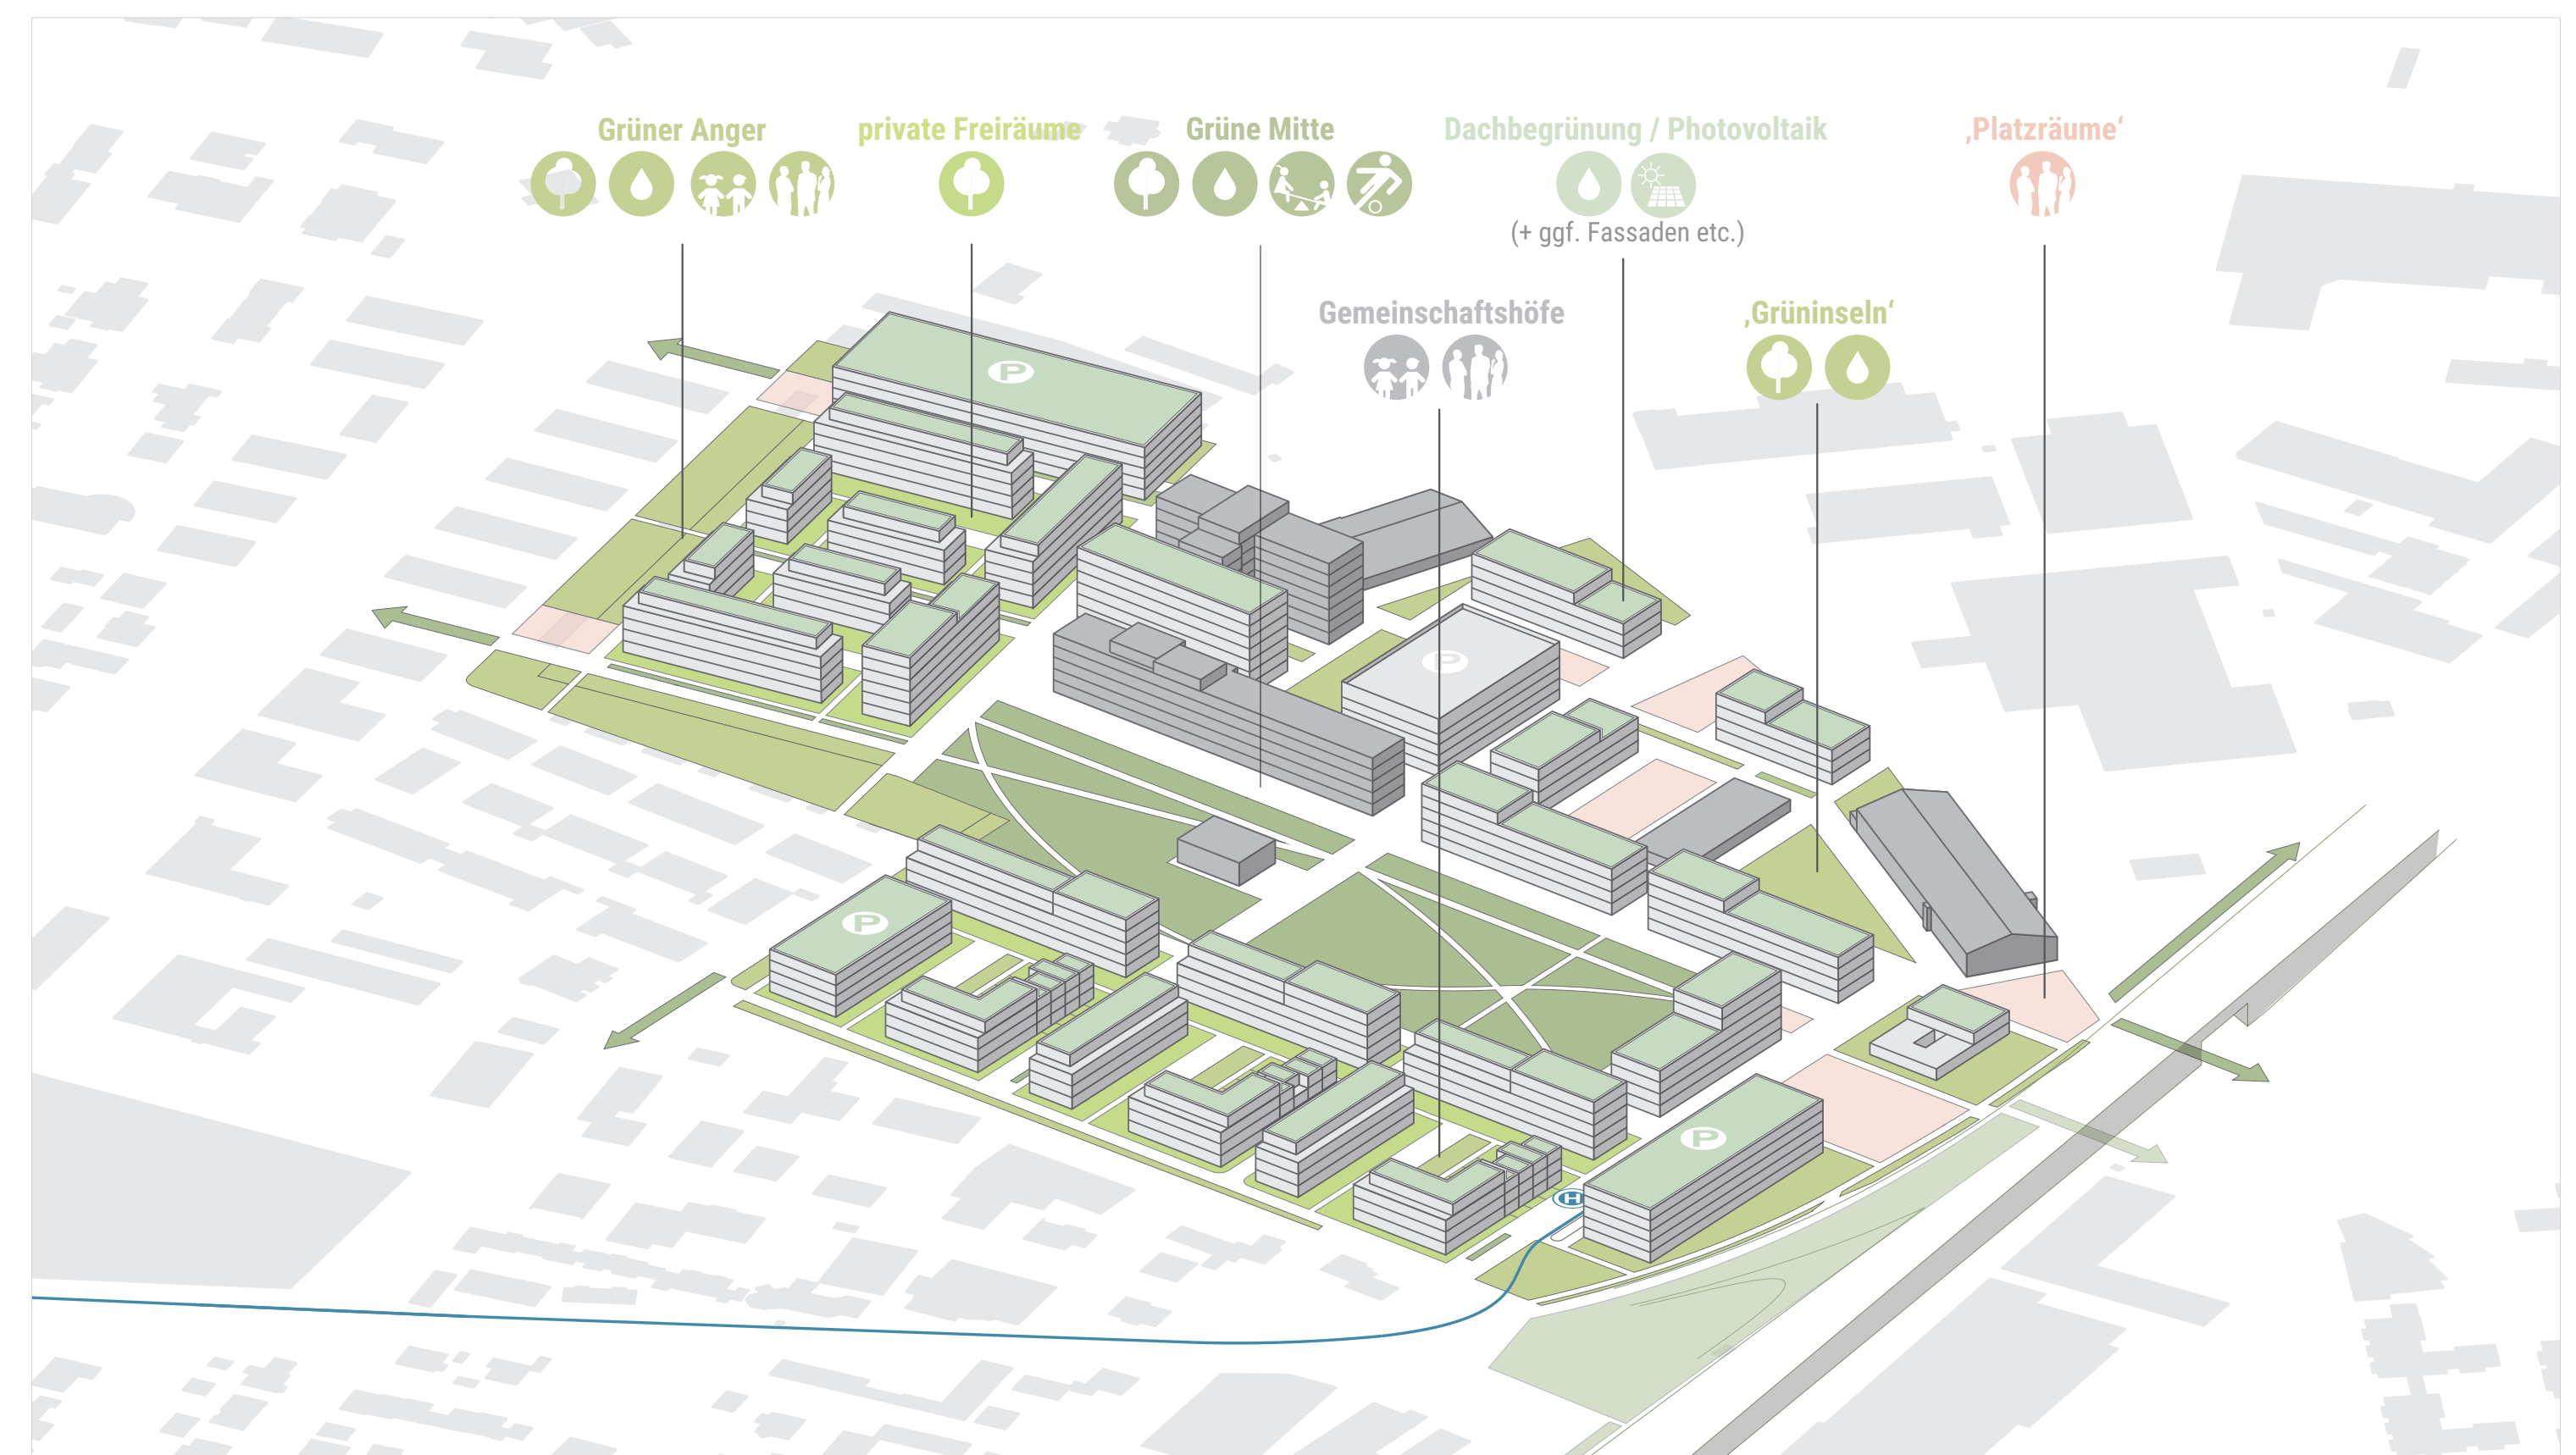 Grüner Anger
private Freiräume
Grüne Mitte
Dachbegrünung / Photovoltaik
(+ ggf. Fassaden etc.)
‚Platzräume‘
Gemeinschaftshöfe
‚Grüninseln‘
P
P
P
P
H